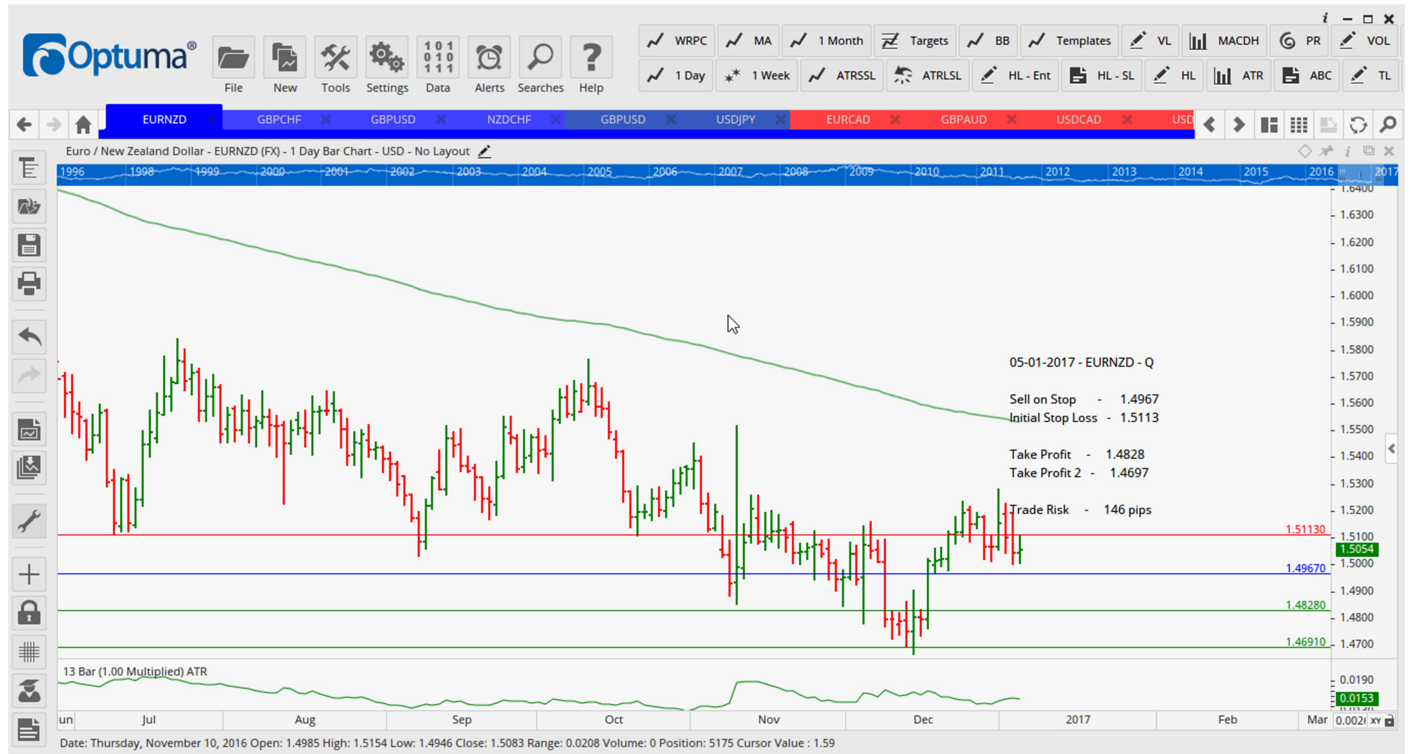 i
Optuma®
File New Tools Settings Data Alerts Searches Help
101
010
111
WRPC MA 1 Month Targets BB Templates VL MACDH PR VOL
1 Day 1 Week ATRSSL ATRLSL HL - Ent HL - SL HL ATR ABC TL
EURNZD GBPCHF GBPUSD NZDCHF GBPUSD USDJPY EURCAD GBPAUD USDCAD USD
Euro / New Zealand Dollar - EURNZD (FX) - 1 Day Bar Chart - USD - No Layout
1996 1998 1999 2000 2001 2002 2003 2004 2005 2006 2007 2008 2009 2010 2011 2012 2013 2014 2015 2016 2017
1.6400
1.6300
1.6200
1.6100
1.6000
1.5900
1.5800
1.5700
1.5600
1.5500
1.5400
1.5300
1.5200
1.5100
1.5054
1.5000
1.4900
1.4800
1.4700
05-01-2017 - EURNZD - Q
Sell on Stop - 1.4967
Initial Stop Loss - 1.5113
Take Profit - 1.4828
Take Profit 2 - 1.4697
Trade Risk - 146 pips
1.51130
1.49670
1.48280
1.46910
13 Bar (1.00 Multiplied) ATR
0.0190
0.0153
un Jul Aug Sep Oct Nov Dec 2017 Feb Mar XY
Date: Thursday, November 10, 2016 Open: 1.4985 High: 1.5154 Low: 1.4946 Close: 1.5083 Range: 0.0208 Volume: 0 Position: 5175 Cursor Value : 1.59